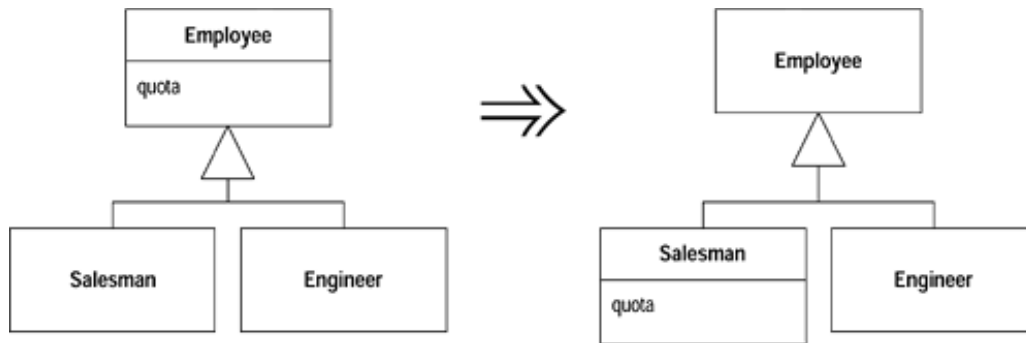 Employee
quota
Salesman
Engineer
Employee
Salesman
quota
Engineer